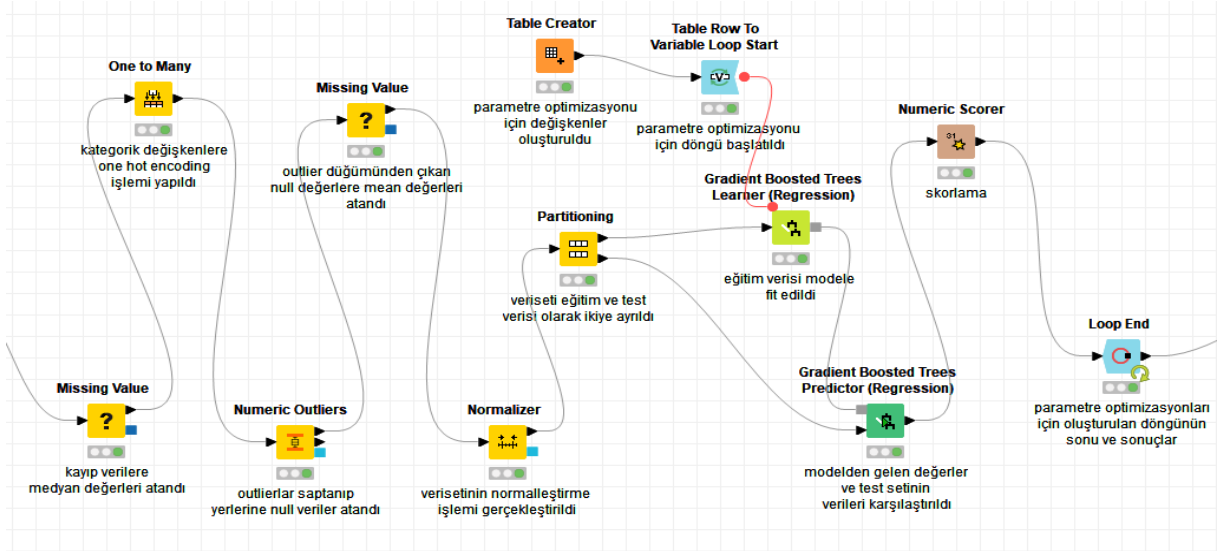 One to Many
kategorik değişkenlere
one hot encoding
işlemi yapıldı
Missing Value
?
outlier düğümünden çıkan
null değerlere mean değerleri
atandı
Table Creator
parametre optimizasyonu
için değişkenler
oluşturuldu
Table Row To
Variable Loop Start
V
parametre optimizasyonu
için döngü başlatıldı
Numeric Scorer
31
skorlama
Gradient Boosted Trees
Learner (Regression)
eğitim verisi modele
fit edildi
Partitioning
veriseti eğitim ve test
verisi olarak ikiye ayrıldı
Missing Value
?
kayıp verilere
medyan değerleri atandı
Numeric Outliers
outlierlar saptanıp
yerlerine null veriler atandı
Normalizer
verisetinin normalleştirme
işlemi gerçekleştirildi
Gradient Boosted Trees
Predictor (Regression)
modelden gelen değerler
ve test setinin
verileri karşılaştırıldı
Loop End
parametre optimizasyonları
için oluşturulan döngünün
sonu ve sonuçlar